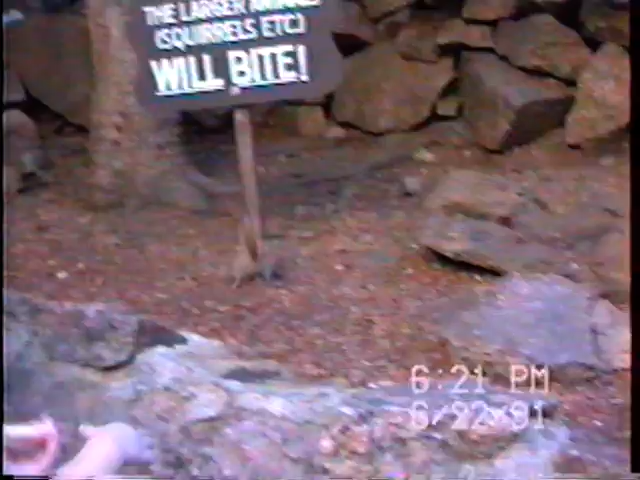 THE LARGER ANIMALS
(SQUIRRELS ETC.)
WILL BITE!
6:21 PM
6/22/91